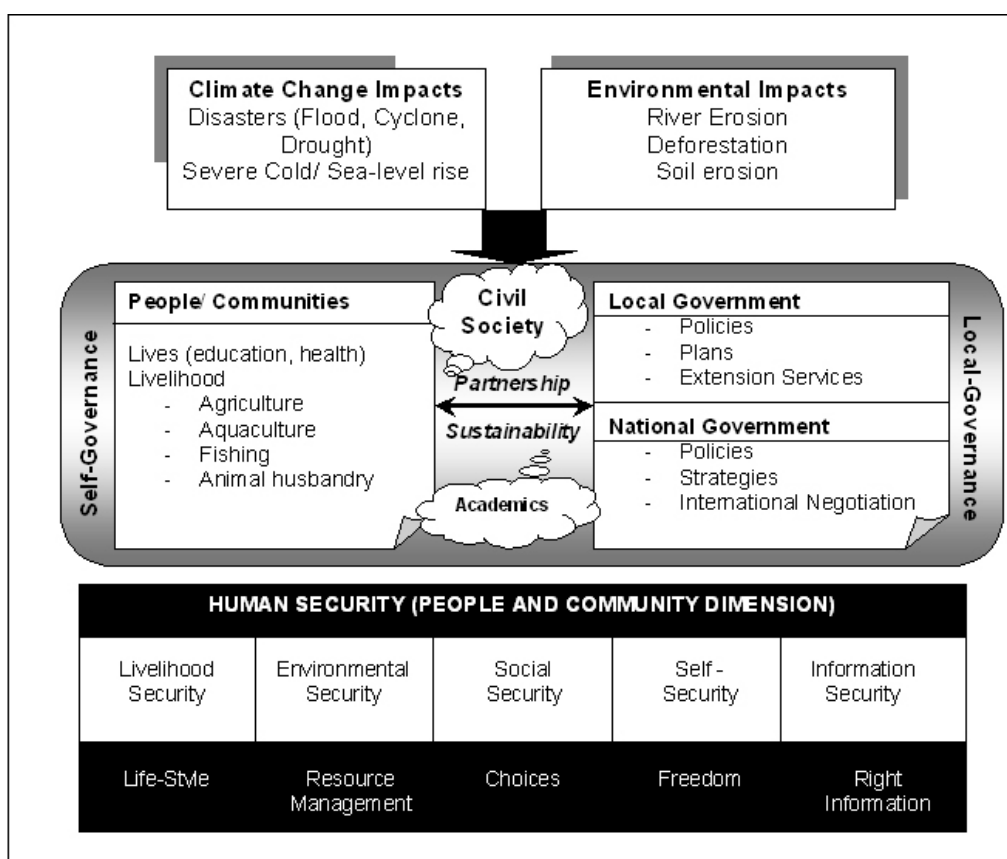 Climate Change Impacts
Disasters (Flood, Cyclone,
Drought)
Severe Cold/ Sea-level rise
Environmental Impacts
River Erosion
Deforestation
Soil erosion
Self-Governance
People/ Communities
Lives (education, health)
Livelihood
- Agriculture
- Aquaculture
- Fishing
- Animal husbandry
Civil
Society
Partnership
Sustainability
Academics
Local Government
- Policies
- Plans
- Extension Services
National Government
- Policies
- Strategies
- International Negotiation
Local-Governance
HUMAN SECURITY (PEOPLE AND COMMUNITY DIMENSION)
Livelihood
Security
Environmental
Security
Social
Security
Self -
Security
Information
Security
Life-Style
Resource
Management
Choices
Freedom
Right
Information